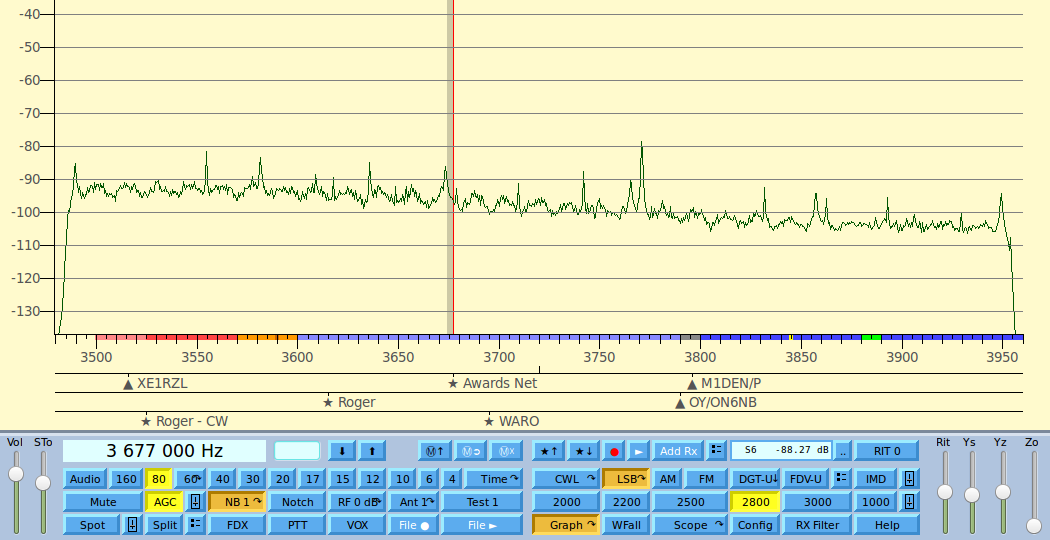 -40
-50
-60
-70
-80
-90
-100
-110
-120
-130
3500 3550 3600 3650 3700 3750 3800 3850 3900 3950
▲ XE1RZL ★ Awards Net ▲ M1DEN/P
★ Roger ▲ OY/ON6NB
★ Roger - CW ★ WARO
Vol STo 3 677 000 Hz ⬇ ⬆ Ⓜ↑ Ⓜ➲ Ⓜ☓ ★↑ ★↓ ● ► Add Rx S6 -88.27 dB .. RIT 0 Rit Ys Yz Zo
Audio 160 80 60 40 30 20 17 15 12 10 6 4 Time CWL LSB AM FM DGT-U FDV-U IMD
Mute AGC NB 1 Notch RF 0 dB Ant 1 Test 1 2000 2200 2500 2800 3000 1000
Spot Split FDX PTT VOX File ● File ► Graph WFall Scope Config RX Filter Help